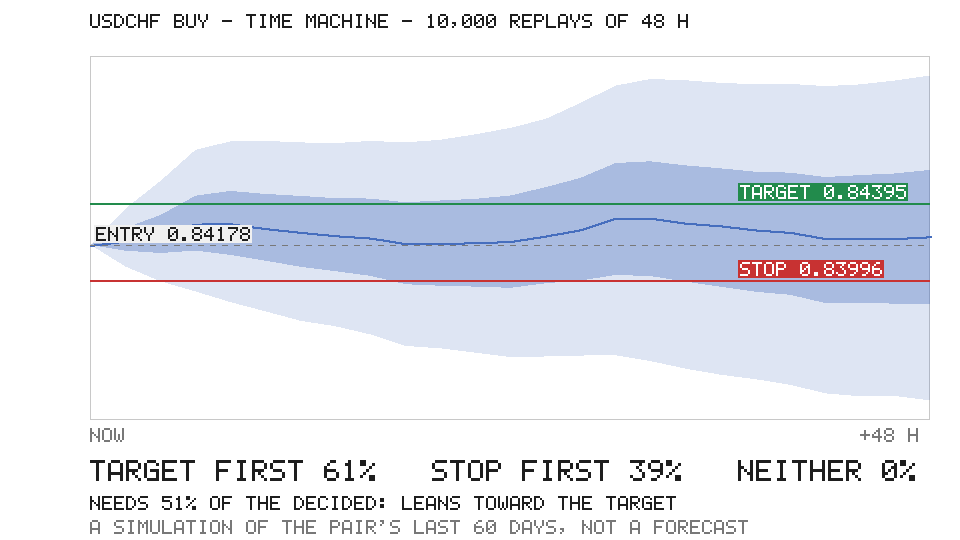 USDCHF BUY - TIME MACHINE - 10,000 REPLAYS OF 48 H
TARGET 0.84395
ENTRY 0.84178
STOP 0.83996
NOW +48 H
TARGET FIRST 61% STOP FIRST 39% NEITHER 0%
NEEDS 51% OF THE DECIDED: LEANS TOWARD THE TARGET
A SIMULATION OF THE PAIR'S LAST 60 DAYS, NOT A FORECAST